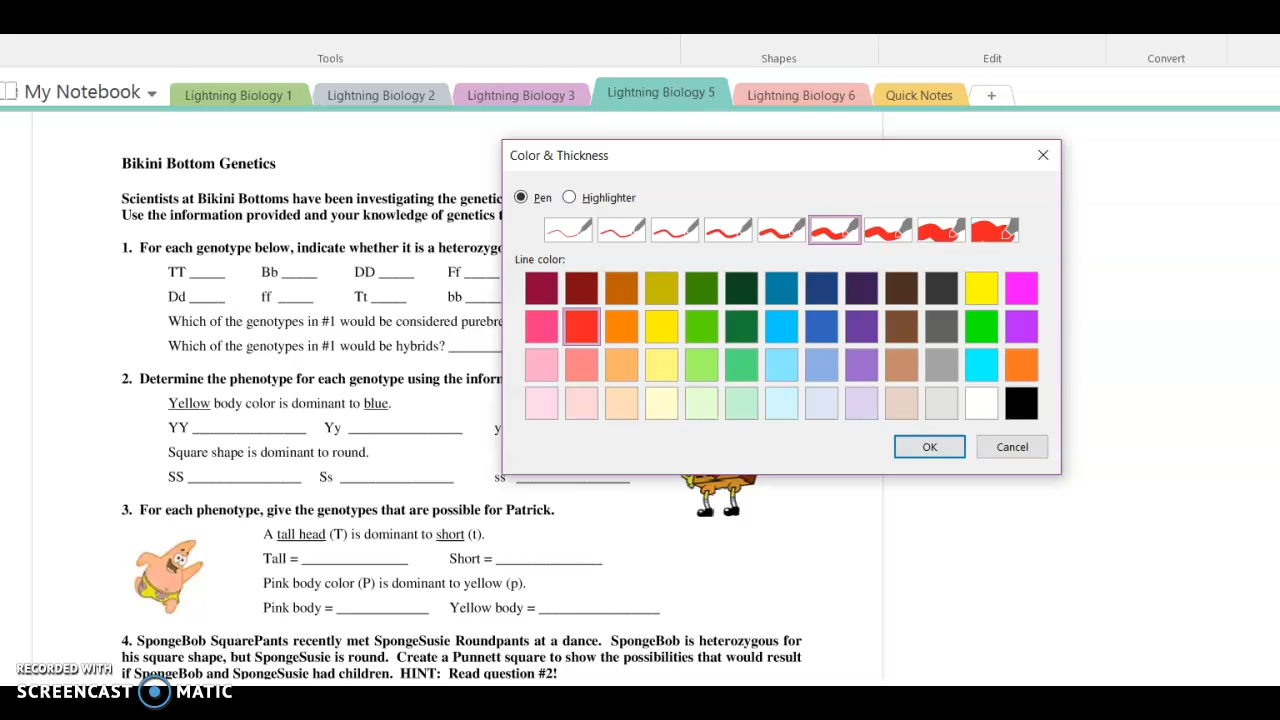 Tools Shapes Edit Convert
My Notebook Lightning Biology 1 Lightning Biology 2 Lightning Biology 3 Lightning Biology 5 Lightning Biology 6 Quick Notes +
Bikini Bottom Genetics
Scientists at Bikini Bottoms have been investigating the genetic
Use the information provided and your knowledge of genetics t
1. For each genotype below, indicate whether it is a heterozygo
TT _____ Bb _____ DD _____ Ff _____
Dd _____ ff _____ Tt _____ bb _____
Which of the genotypes in #1 would be considered purebre
Which of the genotypes in #1 would be hybrids? ________
2. Determine the phenotype for each genotype using the inform
Yellow body color is dominant to blue.
YY ________________ Yy ________________ y
Square shape is dominant to round.
SS ________________ Ss ________________ ss ________________
3. For each phenotype, give the genotypes that are possible for Patrick.
A tall head (T) is dominant to short (t).
Tall = _______________ Short = _______________
Pink body color (P) is dominant to yellow (p).
Pink body = _____________ Yellow body = _________________
4. SpongeBob SquarePants recently met SpongeSusie Roundpants at a dance. SpongeBob is heterozygous for
his square shape, but SpongeSusie is round. Create a Punnett square to show the possibilities that would result
if SpongeBob and SpongeSusie had children. HINT: Read question #2!
Color & Thickness
Pen Highlighter
Line color:
OK Cancel
RECORDED WITH
SCREENCAST MATIC